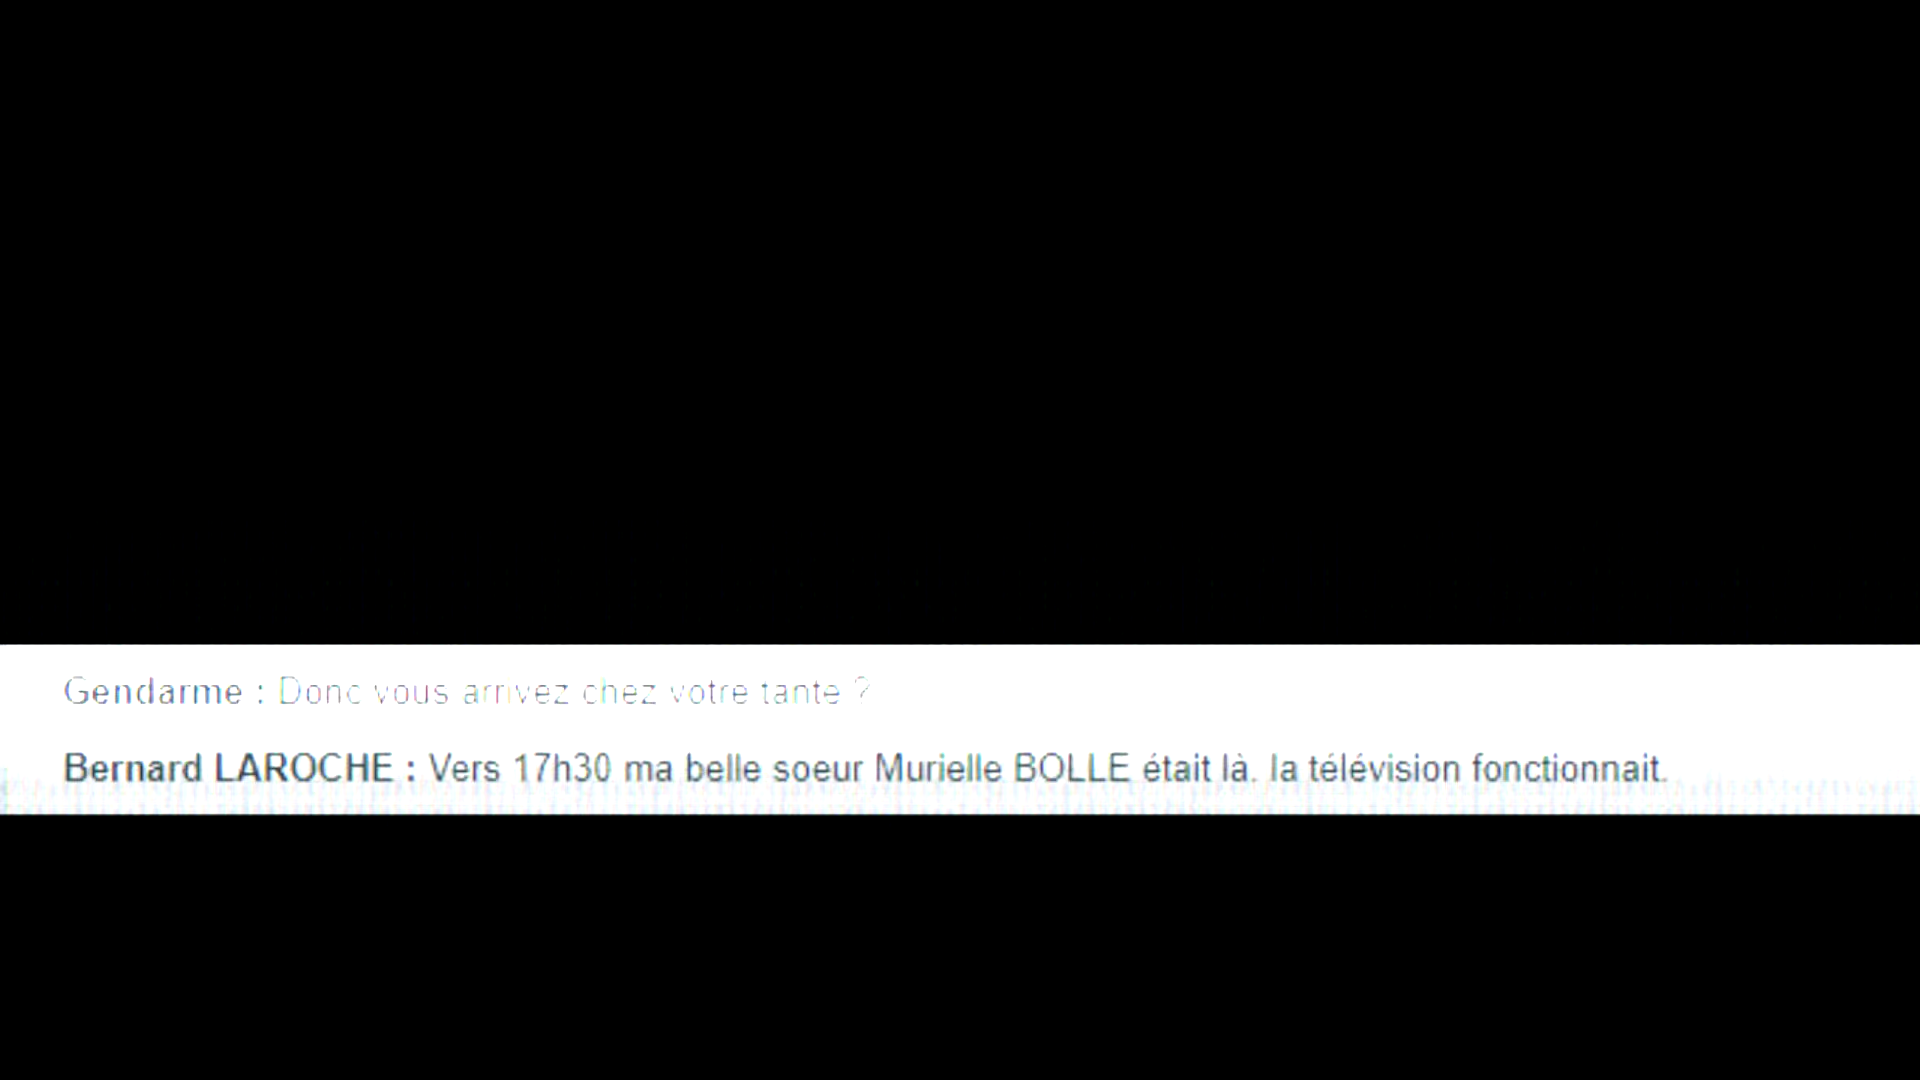 Gendarme : Donc vous arrivez chez votre tante ?
Bernard LAROCHE : Vers 17h30 ma belle soeur Murielle BOLLE était là. la télévision fonctionnait.